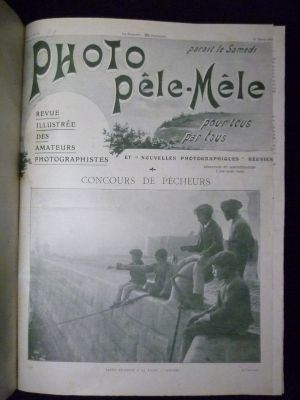 PHOTO
paraît le Samedi
pêle-Mêle
REVUE
ILLUSTRÉE
DES
AMATEURS
PHOTOGRAPHISTES
pour tous
par tous
ET "NOUVELLES PHOTOGRAPHIQUES" RÉUNIES
CONCOURS DE PÊCHEURS